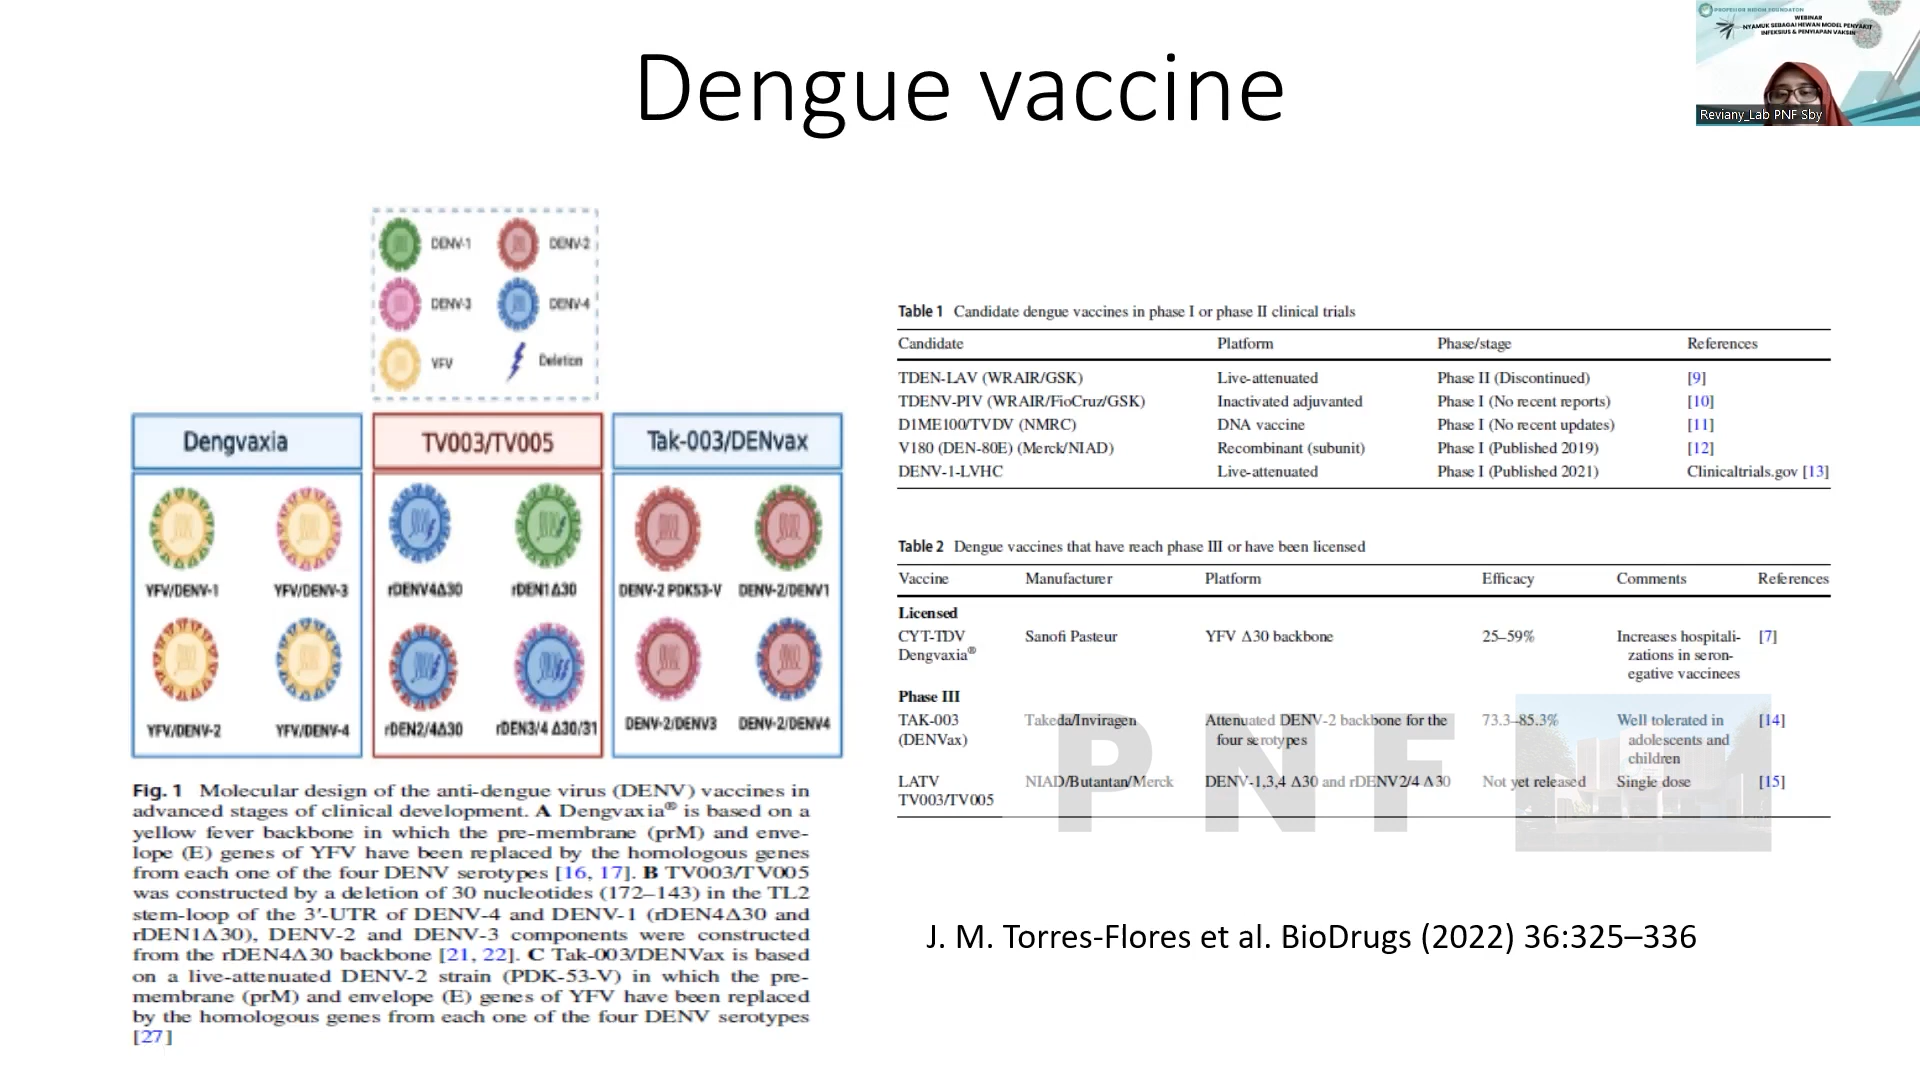 Dengue vaccine
PROFESSOR NIDOM FOUNDATION
WEBINAR
NYAMUK SEBAGAI HEWAN MODEL PENYAKIT
INFEKSIUS & PENYIAPAN VAKSIN
Reviany_Lab PNF Sby
DENV-1
DENV-2
DENV-3
DENV-4
YFV
Deletion
Dengvaxia
YFV/DENV-1
YFV/DENV-3
YFV/DENV-2
YFV/DENV-4
TV003/TV005
rDENV4Δ30
rDEN1Δ30
rDEN2/4Δ30
rDEN3/4 Δ30/31
Tak-003/DENvax
DENV-2 PDK53-V
DENV-2/DENV1
DENV-2/DENV3
DENV-2/DENV4
Fig. 1 Molecular design of the anti-dengue virus (DENV) vaccines in
advanced stages of clinical development. A Dengvaxia® is based on a
yellow fever backbone in which the pre-membrane (prM) and enve-
lope (E) genes of YFV have been replaced by the homologous genes
from each one of the four DENV serotypes [16, 17]. B TV003/TV005
was constructed by a deletion of 30 nucleotides (172–143) in the TL2
stem-loop of the 3′-UTR of DENV-4 and DENV-1 (rDEN4Δ30 and
rDEN1Δ30), DENV-2 and DENV-3 components were constructed
from the rDEN4Δ30 backbone [21, 22]. C Tak-003/DENVax is based
on a live-attenuated DENV-2 strain (PDK-53-V) in which the pre-
membrane (prM) and envelope (E) genes of YFV have been replaced
by the homologous genes from each one of the four DENV serotypes
[27]
Table 1 Candidate dengue vaccines in phase I or phase II clinical trials
Candidate Platform Phase/stage References
TDEN-LAV (WRAIR/GSK) Live-attenuated Phase II (Discontinued) [9]
TDENV-PIV (WRAIR/FioCruz/GSK) Inactivated adjuvanted Phase I (No recent reports) [10]
D1ME100/TVDV (NMRC) DNA vaccine Phase I (No recent updates) [11]
V180 (DEN-80E) (Merck/NIAD) Recombinant (subunit) Phase I (Published 2019) [12]
DENV-1-LVHC Live-attenuated Phase I (Published 2021) Clinicaltrials.gov [13]
Table 2 Dengue vaccines that have reach phase III or have been licensed
Vaccine Manufacturer Platform Efficacy Comments References
Licensed
CYT-TDV Sanofi Pasteur YFV Δ30 backbone 25–59% Increases hospitali- [7]
Dengvaxia® zations in seron-
egative vaccinees
Phase III
TAK-003 Takeda/Inviragen Attenuated DENV-2 backbone for the 73.3–85.3% Well tolerated in [14]
(DENVax) four serotypes adolescents and
children
LATV NIAD/Butantan/Merck DENV-1,3,4 Δ30 and rDENV2/4 Δ30 Not yet released Single dose [15]
TV003/TV005
PNF
J. M. Torres-Flores et al. BioDrugs (2022) 36:325–336